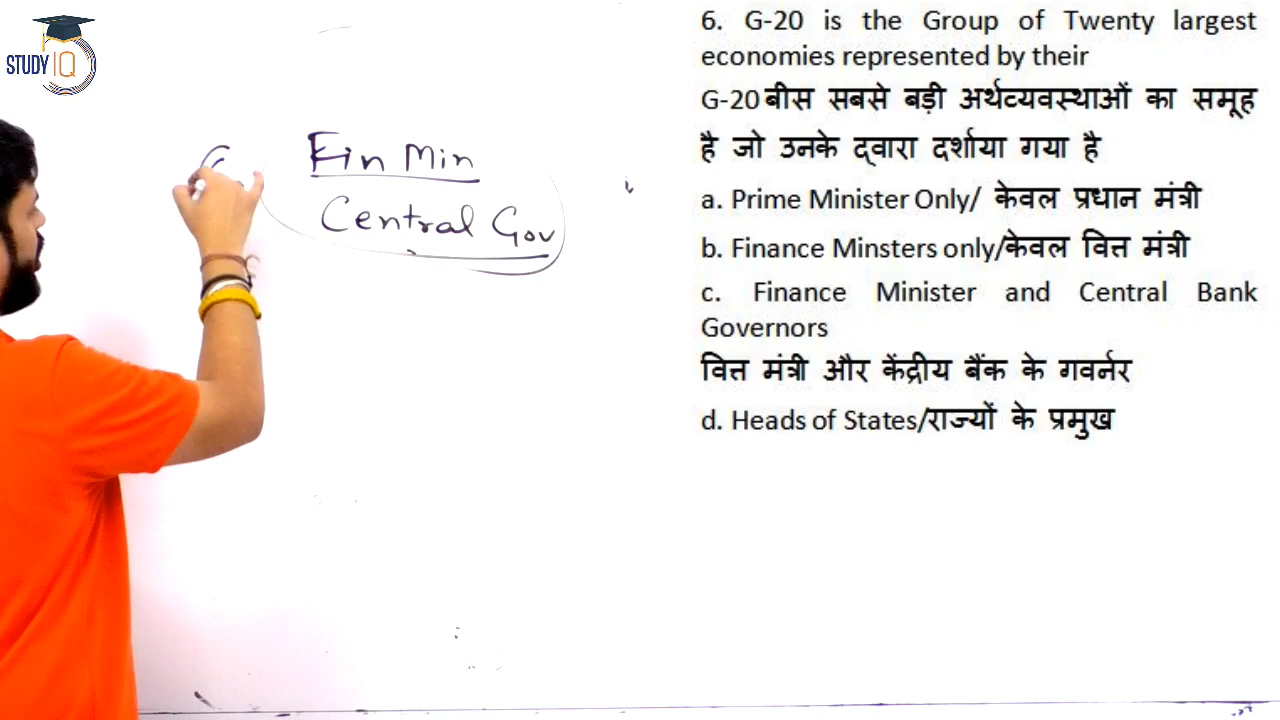 STUDY IQ
Fin Min
Central Gov
6. G-20 is the Group of Twenty largest
economies represented by their
G-20 बीस सबसे बड़ी अर्थव्यवस्थाओं का समूह
है जो उनके द्वारा दर्शाया गया है
a. Prime Minister Only/ केवल प्रधान मंत्री
b. Finance Minsters only/केवल वित्त मंत्री
c. Finance Minister and Central Bank
Governors
वित्त मंत्री और केंद्रीय बैंक के गवर्नर
d. Heads of States/राज्यों के प्रमुख